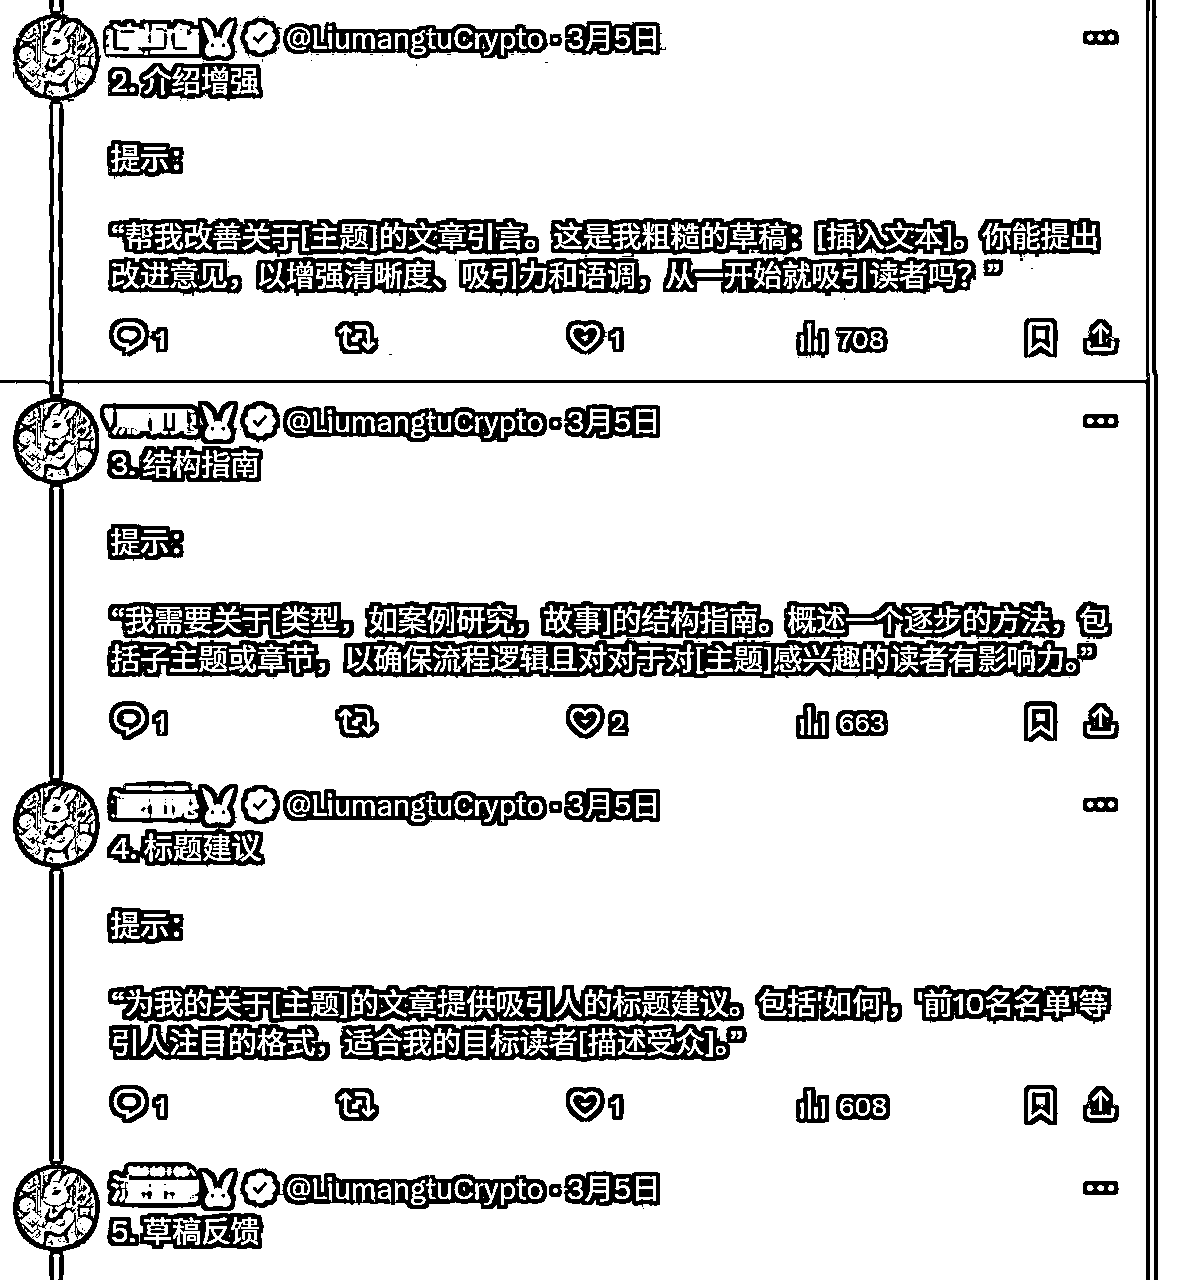 @LiumangtuCrypto · 3月5日
2. 介绍增强
提示：
“帮我改善关于[主题]的文章引言。这是我粗糙的草稿：[插入文本]。你能提出
改进意见，以增强清晰度、吸引力和语调，从一开始就吸引读者吗？”
1 1 708
@LiumangtuCrypto · 3月5日
3. 结构指南
提示：
“我需要关于[类型，如案例研究，故事]的结构指南。概述一个逐步的方法，包
括子主题或章节，以确保流程逻辑且对对于对[主题]感兴趣的读者有影响力。”
1 2 663
@LiumangtuCrypto · 3月5日
4. 标题建议
提示：
“为我的关于[主题]的文章提供吸引人的标题建议。包括'如何'，'前10名名单'等
引人注目的格式，适合我的目标读者[描述受众]。”
1 1 608
@LiumangtuCrypto · 3月5日
5. 草稿反馈